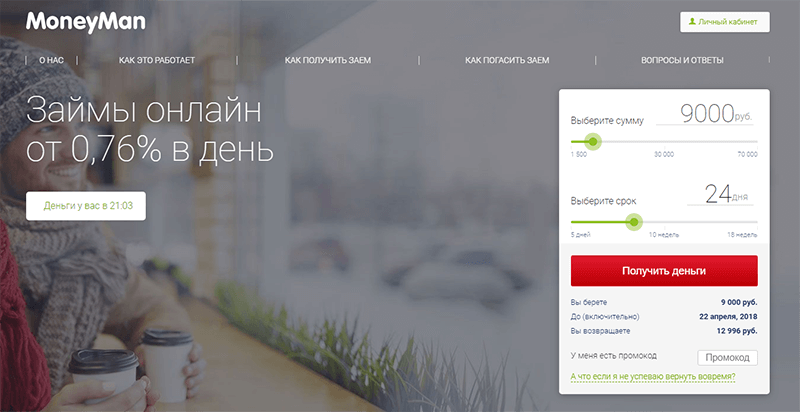 MoneyMan
Личный кабинет
О НАС
КАК ЭТО РАБОТАЕТ
КАК ПОЛУЧИТЬ ЗАЕМ
КАК ПОГАСИТЬ ЗАЕМ
ВОПРОСЫ И ОТВЕТЫ
Займы онлайн
от 0,76% в день
Деньги у вас в 21:03
Выберите сумму 9000 руб.
1 500 30 000 70 000
Выберите срок 24 дня
5 дней 10 недель 18 недель
Получить деньги
Вы берете 9 000 руб.
До (включительно) 22 апреля, 2018
Вы возвращаете 12 996 руб.
У меня есть промокод Промокод
А что если я не успеваю вернуть вовремя?